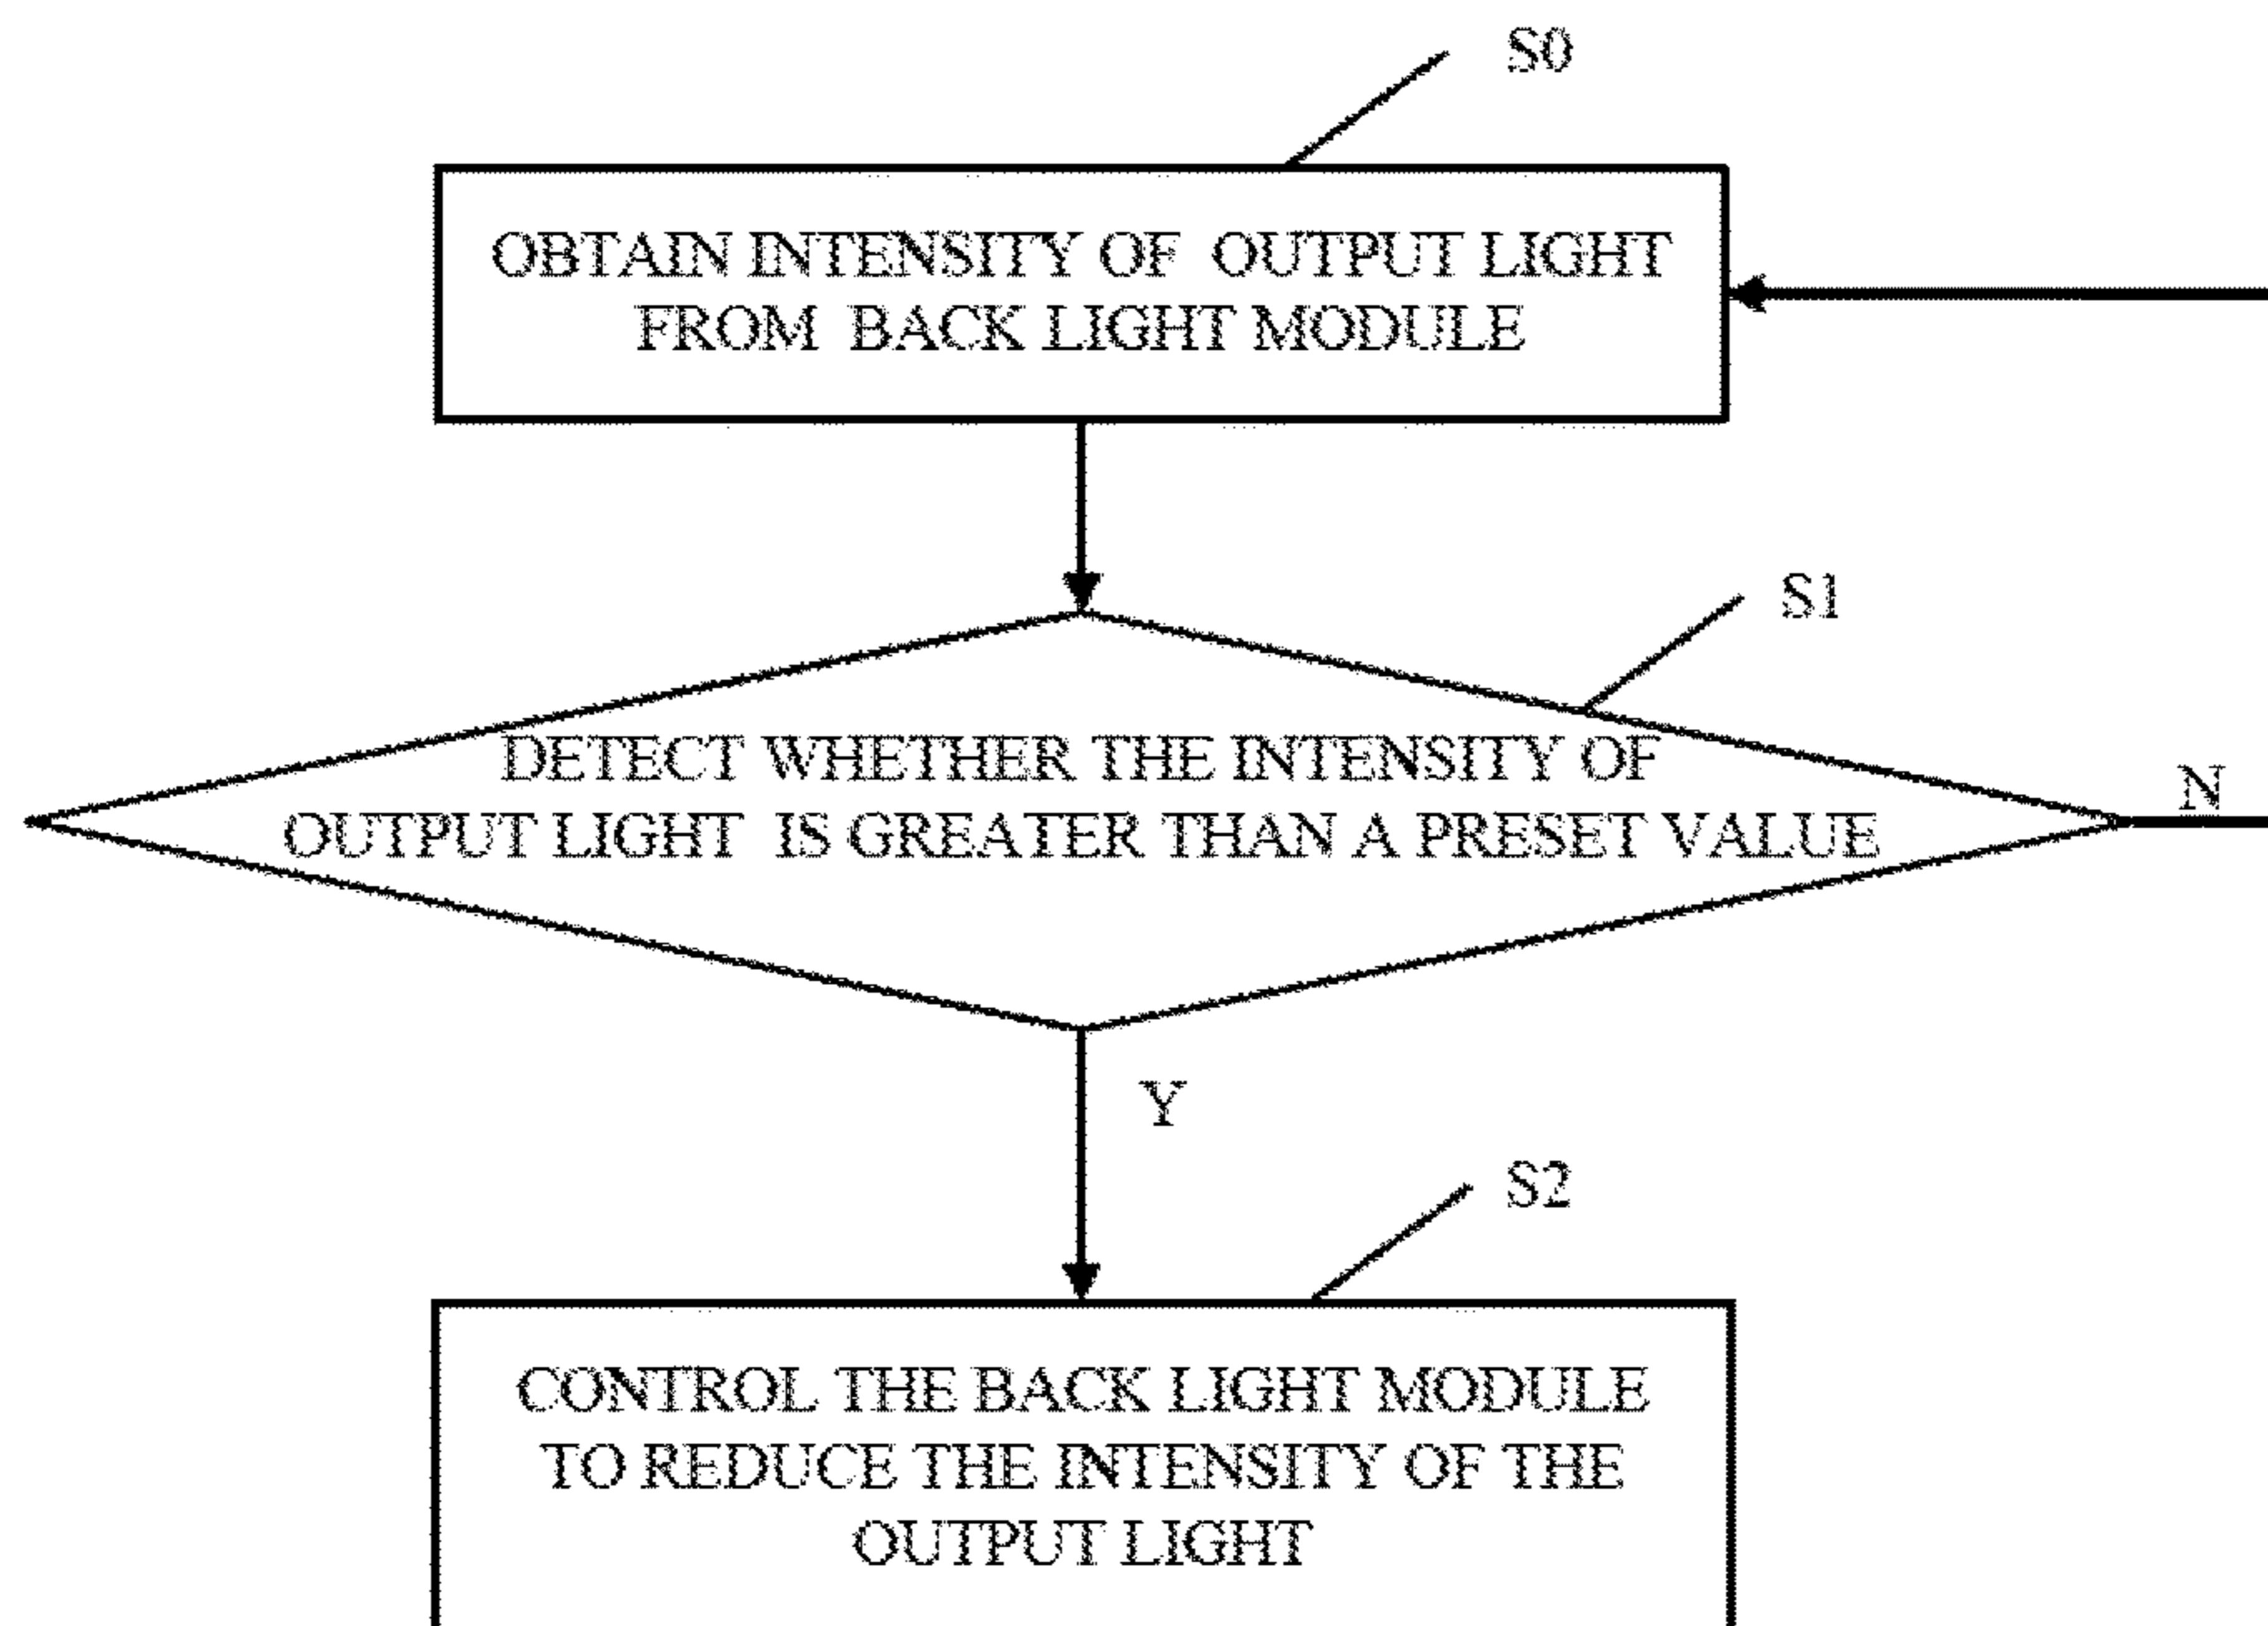 S0
OBTAIN INTENSITY OF OUTPUT LIGHT
FROM BACK LIGHT MODULE
S1
DETECT WHETHER THE INTENSITY OF
OUTPUT LIGHT IS GREATER THAN A PRESET VALUE
N
Y
S2
CONTROL THE BACK LIGHT MODULE
TO REDUCE THE INTENSITY OF THE
OUTPUT LIGHT